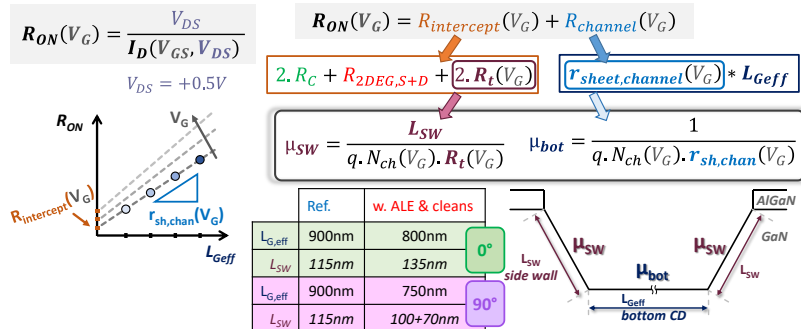 R_ON(V_G) = V_DS / I_D(V_GS, V_DS)
V_DS = +0.5V
R_ON(V_G) = R_intercept(V_G) + R_channel(V_G)
2.R_C + R_2DEG,S+D + 2.R_t(V_G)
r_sheet,channel(V_G) * L_Geff
μ_SW = L_SW / q.N_ch(V_G).R_t(V_G)
μ_bot = 1 / q.N_ch(V_G).r_sh,chan(V_G)
R_ON
V_G
R_intercept(V_G)
r_sh,chan(V_G)
L_Geff
Ref. w. ALE & cleans
L_G,eff 900nm 800nm
L_SW 115nm 135nm
0°
L_G,eff 900nm 750nm
L_SW 115nm 100+70nm
90°
AlGaN
GaN
μ_SW
μ_SW
L_SW
side wall
L_SW
μ_bot
L_Geff
bottom CD